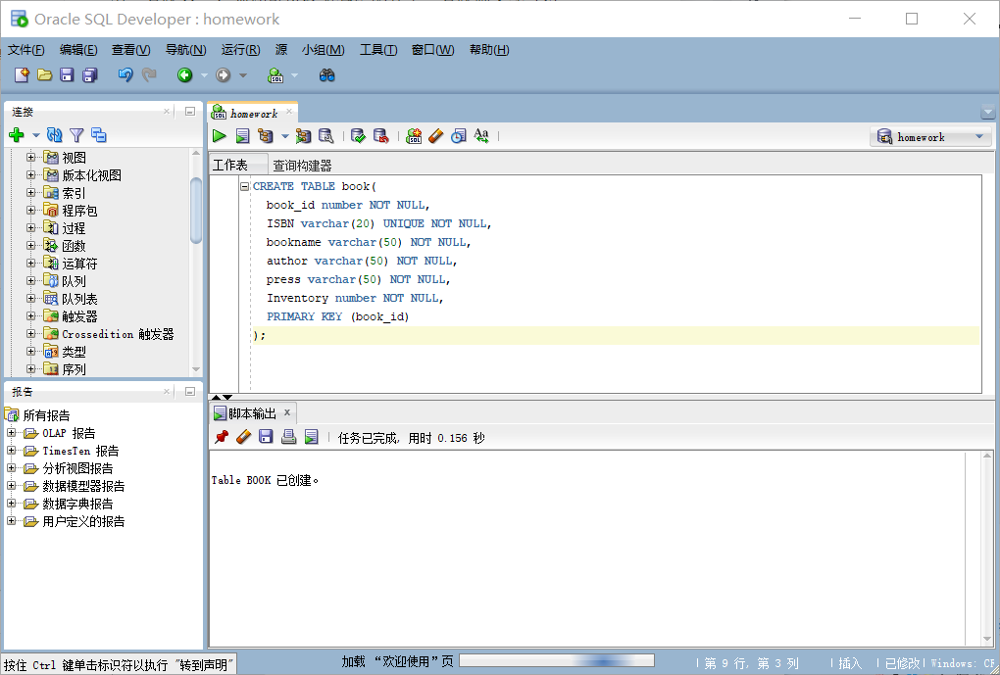 Oracle SQL Developer : homework
文件(F) 编辑(E) 查看(V) 导航(N) 运行(R) 源 小组(M) 工具(T) 窗口(W) 帮助(H)
连接
视图
版本化视图
索引
程序包
过程
函数
运算符
队列
队列表
触发器
Crossedition 触发器
类型
序列
报告
所有报告
OLAP 报告
TimesTen 报告
分析视图报告
数据模型器报告
数据字典报告
用户定义的报告
homework
homework
工作表 查询构建器
CREATE TABLE book(
book_id number NOT NULL,
ISBN varchar(20) UNIQUE NOT NULL,
bookname varchar(50) NOT NULL,
author varchar(50) NOT NULL,
press varchar(50) NOT NULL,
Inventory number NOT NULL,
PRIMARY KEY (book_id)
);
脚本输出 x
任务已完成, 用时 0.156 秒
Table BOOK 已创建。
按住 Ctrl 键单击标识符以执行 "转到声明" 加载 “欢迎使用” 页 第 9 行, 第 3 列 插入 已修改 Windows: CR